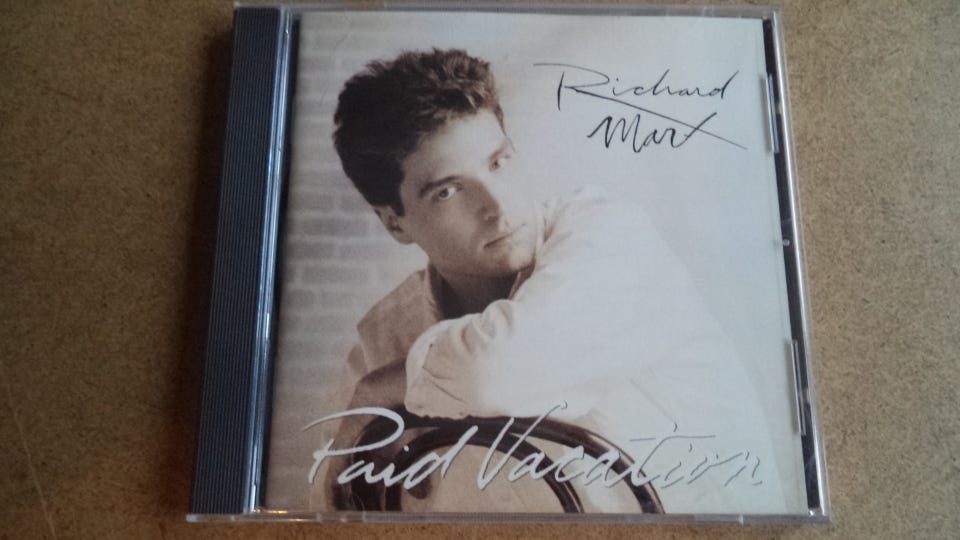 Richard
Marx
Paid Vacation